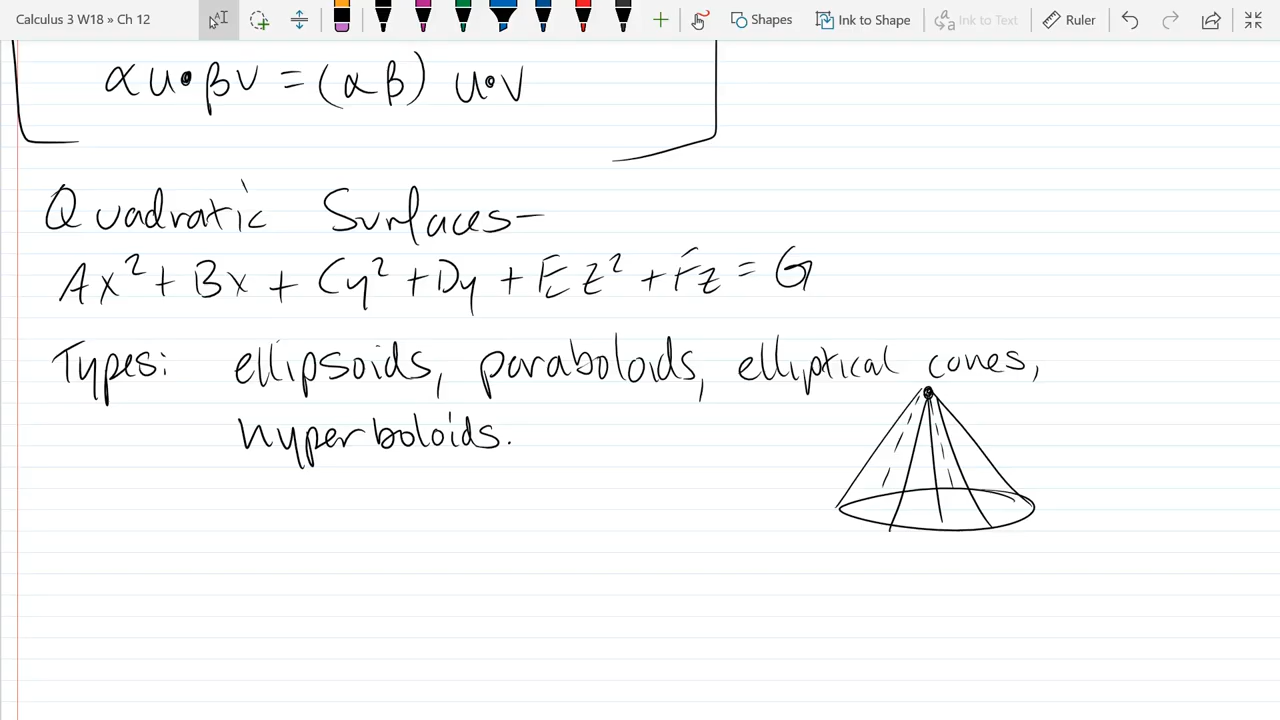 Calculus 3 W18 » Ch 12
Shapes Ink to Shape Ink to Text Ruler
αu•βv = (αβ) u•v
Quadratic Surfaces—
Ax² + Bx + Cy² + Dy + Ez² + Fz = G
Types: ellipsoids, paraboloids, elliptical cones,
hyperboloids.